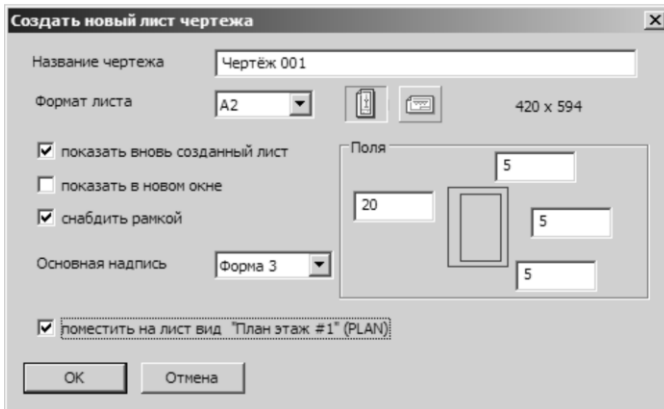 Создать новый лист чертежа
Название чертежа
Чертёж 001
Формат листа
A2
420 x 594
показать вновь созданный лист
показать в новом окне
снабдить рамкой
Основная надпись
Форма 3
Поля
5
20
5
5
поместить на лист вид "План этаж #1" (PLAN)
OK
Отмена